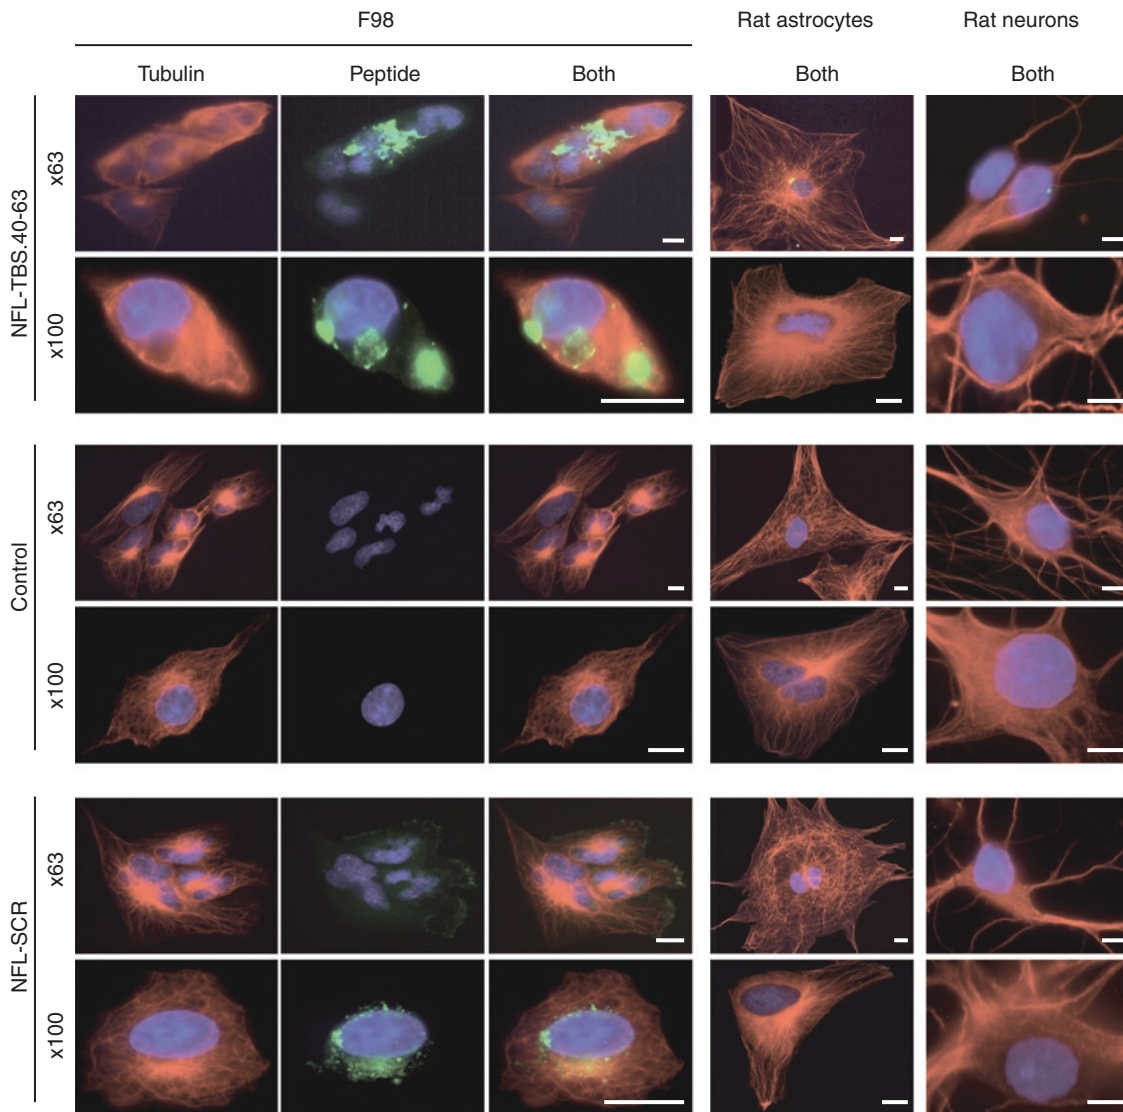 F98
Rat astrocytes
Rat neurons
Tubulin
Peptide
Both
Both
Both
NFL-TBS.40-63
x63
x100
Control
x63
x100
NFL-SCR
x63
x100